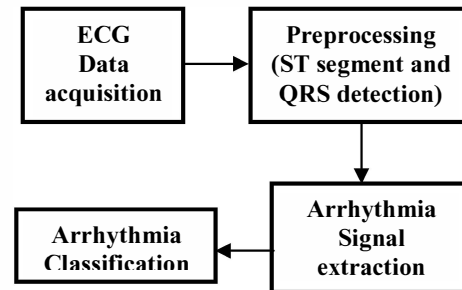 ECG
Data
acquisition
Preprocessing
(ST segment and
QRS detection)
Arrhythmia
Signal
extraction
Arrhythmia
Classification